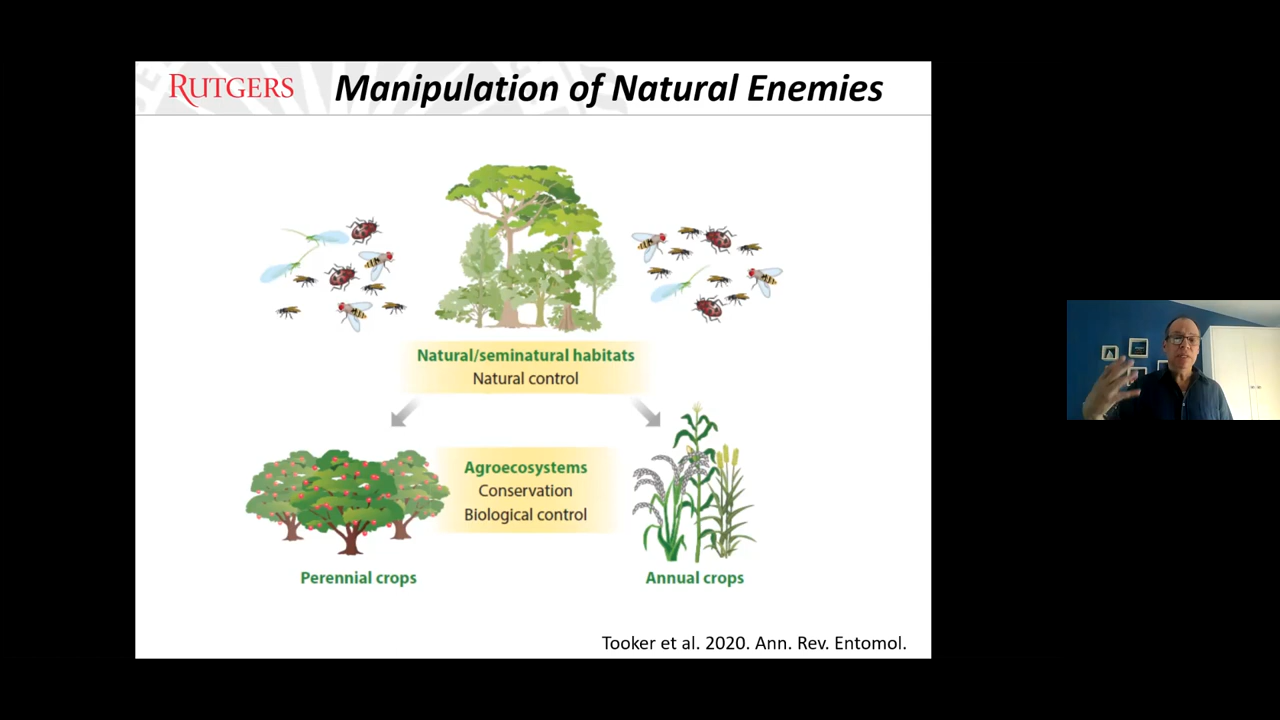 RUTGERS
Manipulation of Natural Enemies
Natural/seminatural habitats
Natural control
Agroecosystems
Conservation
Biological control
Perennial crops
Annual crops
Tooker et al. 2020. Ann. Rev. Entomol.